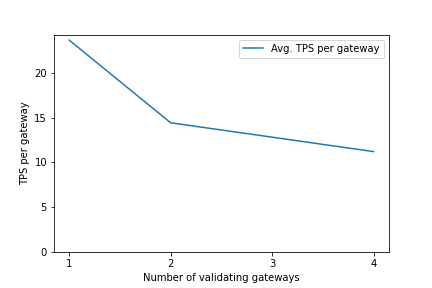 Avg. TPS per gateway
TPS per gateway
20
15
10
5
0
1 2 3 4
Number of validating gateways